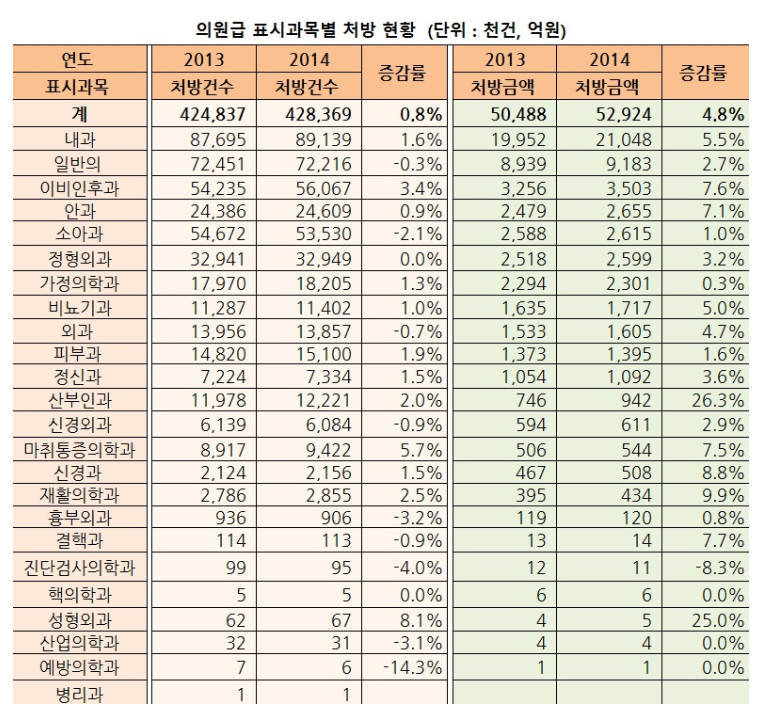 의원급 표시과목별 처방 현황 (단위 : 천건, 억원)
연도 2013 2014 증감률 2013 2014 증감률
표시과목 처방건수 처방건수 처방금액 처방금액
계 424,837 428,369 0.8% 50,488 52,924 4.8%
내과 87,695 89,139 1.6% 19,952 21,048 5.5%
일반의 72,451 72,216 -0.3% 8,939 9,183 2.7%
이비인후과 54,235 56,067 3.4% 3,256 3,503 7.6%
안과 24,386 24,609 0.9% 2,479 2,655 7.1%
소아과 54,672 53,530 -2.1% 2,588 2,615 1.0%
정형외과 32,941 32,949 0.0% 2,518 2,599 3.2%
가정의학과 17,970 18,205 1.3% 2,294 2,301 0.3%
비뇨기과 11,287 11,402 1.0% 1,635 1,717 5.0%
외과 13,956 13,857 -0.7% 1,533 1,605 4.7%
피부과 14,820 15,100 1.9% 1,373 1,395 1.6%
정신과 7,224 7,334 1.5% 1,054 1,092 3.6%
산부인과 11,978 12,221 2.0% 746 942 26.3%
신경외과 6,139 6,084 -0.9% 594 611 2.9%
마취통증의학과 8,917 9,422 5.7% 506 544 7.5%
신경과 2,124 2,156 1.5% 467 508 8.8%
재활의학과 2,786 2,855 2.5% 395 434 9.9%
흉부외과 936 906 -3.2% 119 120 0.8%
결핵과 114 113 -0.9% 13 14 7.7%
진단검사의학과 99 95 -4.0% 12 11 -8.3%
핵의학과 5 5 0.0% 6 6 0.0%
성형외과 62 67 8.1% 4 5 25.0%
산업의학과 32 31 -3.1% 4 4 0.0%
예방의학과 7 6 -14.3% 1 1 0.0%
병리과 1 1